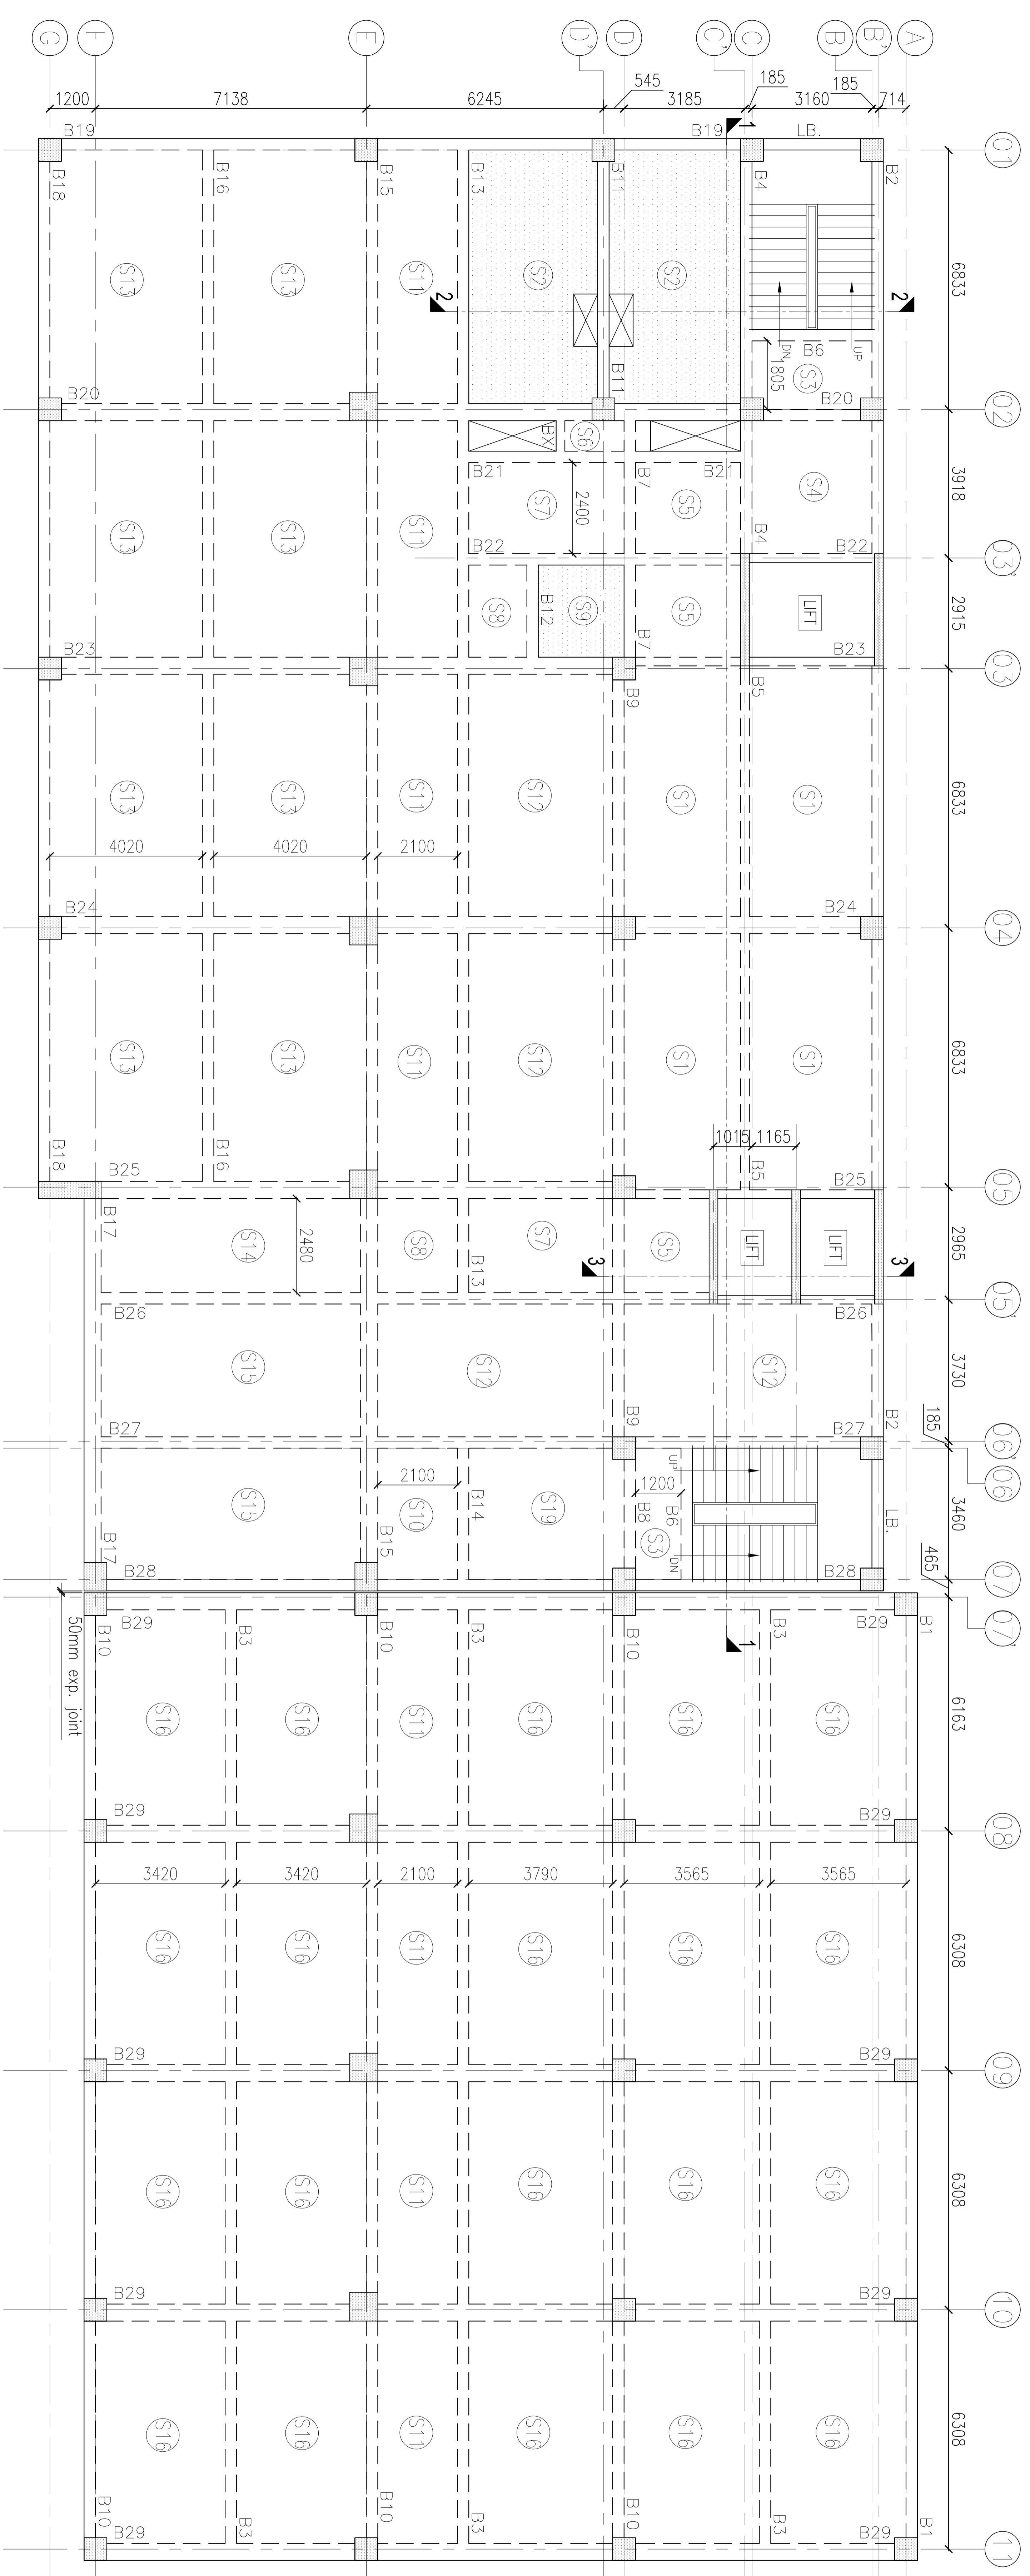 01 02 03' 03 04 05 05' 06' 06 07 07' 08 09 10 11
6833 3918 2915 6833 6833 2965 3730 185 3460 465 6163 6308 6308 6308
A
714
B'
185
B
3160
C
185
C'
3185
D
545
D'
6245
E
7138
F
1200
G
2 3 B1 B1
B2 B2 LB.
B29 B29 B29 B29 B29
UP B20 B22 B23 B24 B25 B26 B27 B28
LB. B6 S3 S4 LIFT S1 S1 LIFT S12 S16 S16 S16 S16
DN 1805
B3 B3
1165
B4 B4 B5 B5 LIFT
1015
1 1
B19 B21 S2 S5 S5 S1 S1 S5 S16 S16 S16 S16
UP DN
B6 S3
B7 B7 B8 1200
B9 B9 B10 B10
B11 B11
3
S6 S9 2400
BX B12
S2 S7 S12 S12 S7 S19 S16 S16 S16 S16
B21 B22 S8 S12
B13 B13 B14 B3 B3
2
S11 S11 S11 S11 S8 S10 S11 S11 S11 S11
2100 2100 2100
B15 B15 B10 B10
3790 3565 3565
S13 S13 S13 S13 2480 S16 S16 S16 S16
4020 3420
S14 S15 S15
B16 B16 B3 B3
S13 S13 S13 S13 S16 S16 S16 S16
4020 3420
B19 B20 B23 B24 B25 B26 B27 B28 B29 B29 B29 B29 B29
B17 B17 B10 B10
B18 B18
50mm exp. joint